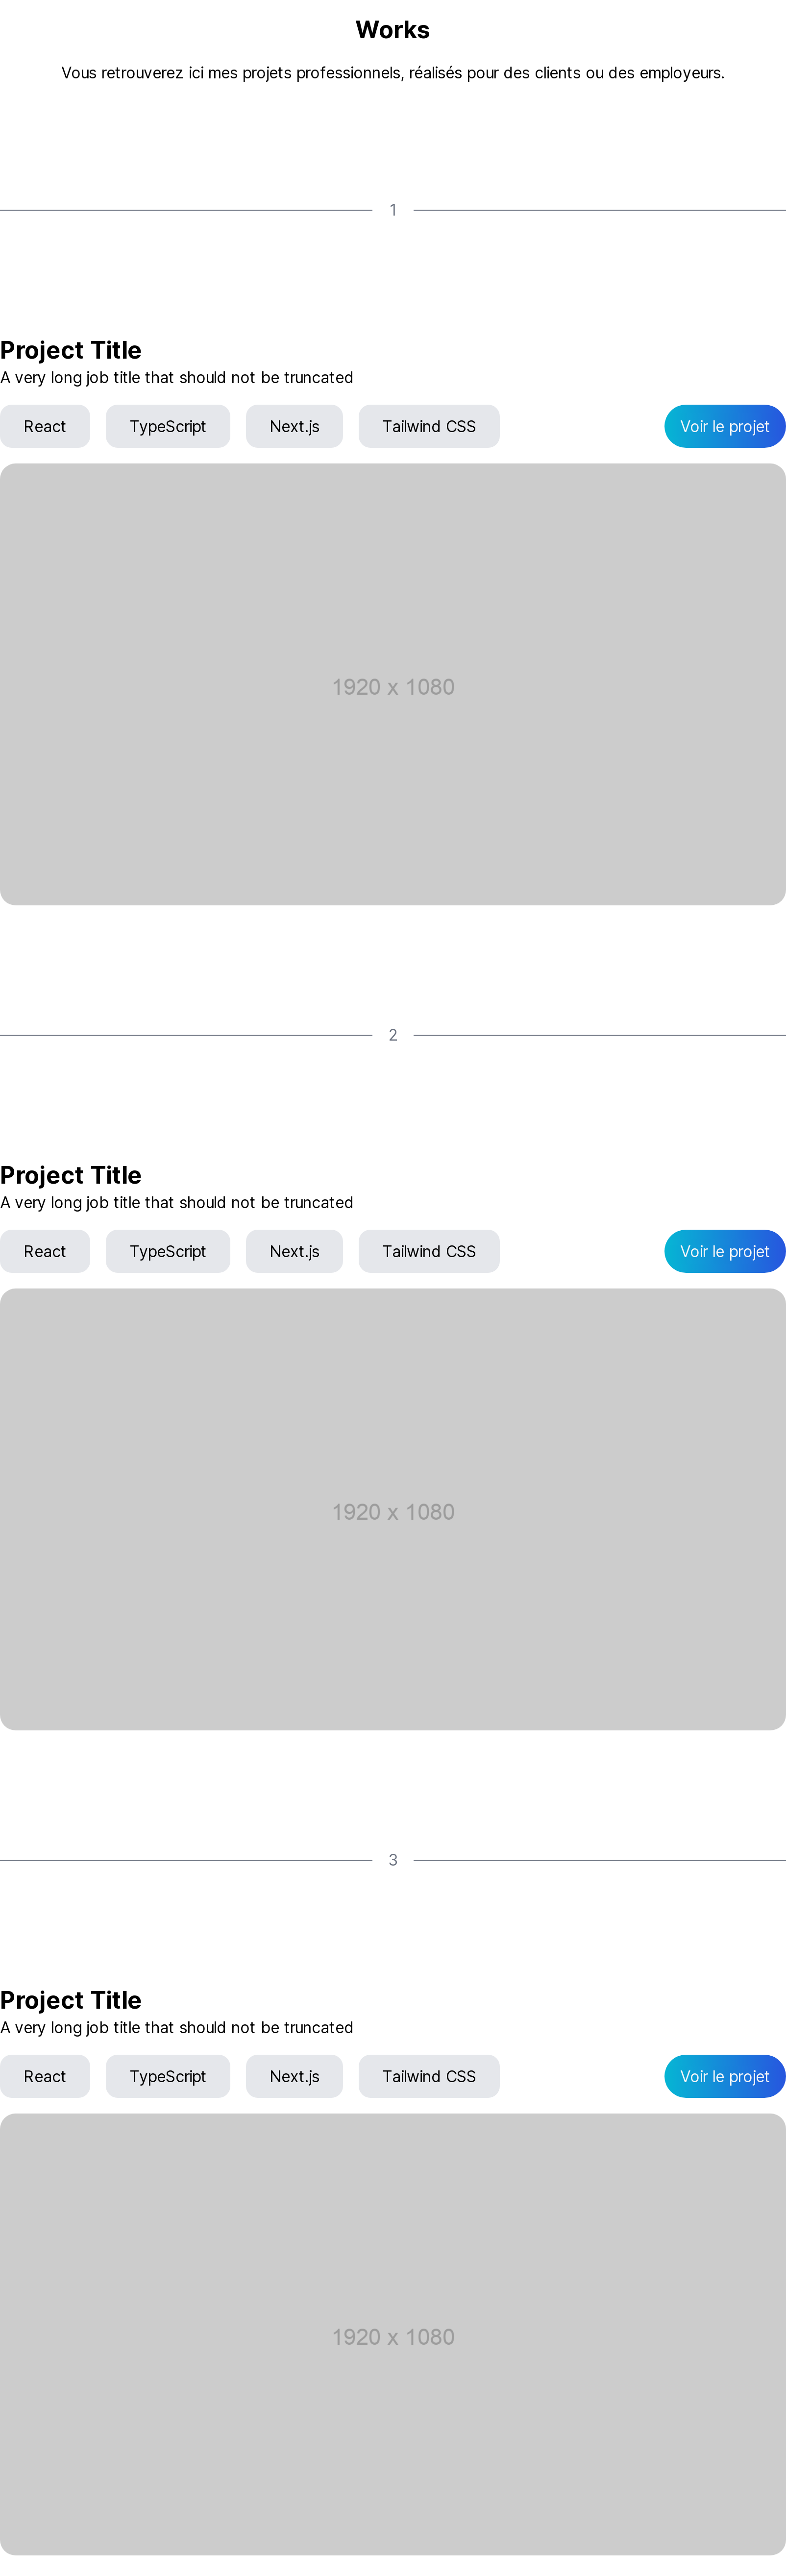 Works
Vous retrouverez ici mes projets professionnels, réalisés pour des clients ou des employeurs.
1
Project Title
A very long job title that should not be truncated
React TypeScript Next.js Tailwind CSS Voir le projet
1920 x 1080
2
Project Title
A very long job title that should not be truncated
React TypeScript Next.js Tailwind CSS Voir le projet
1920 x 1080
3
Project Title
A very long job title that should not be truncated
React TypeScript Next.js Tailwind CSS Voir le projet
1920 x 1080